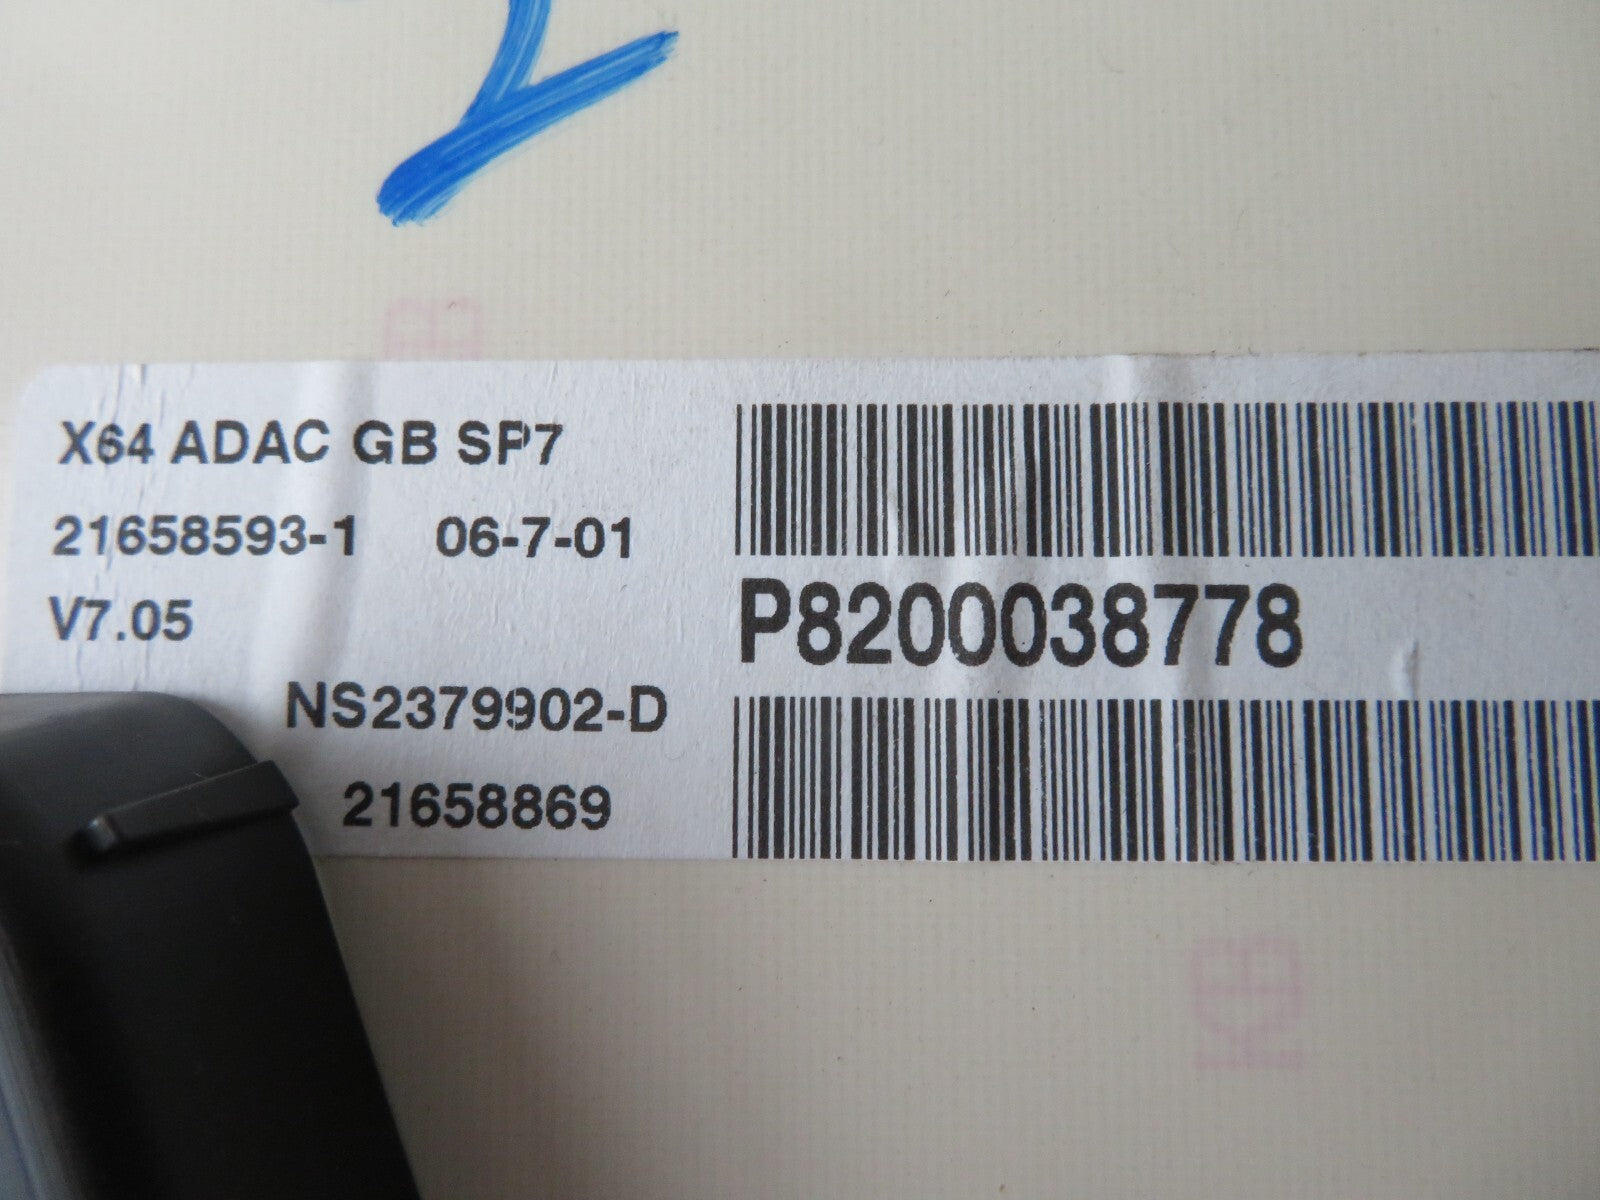 X64 ADAC GB SP7
21658593-1 06-7-01
V7.05
NS2379902-D
21658869
P8200038778